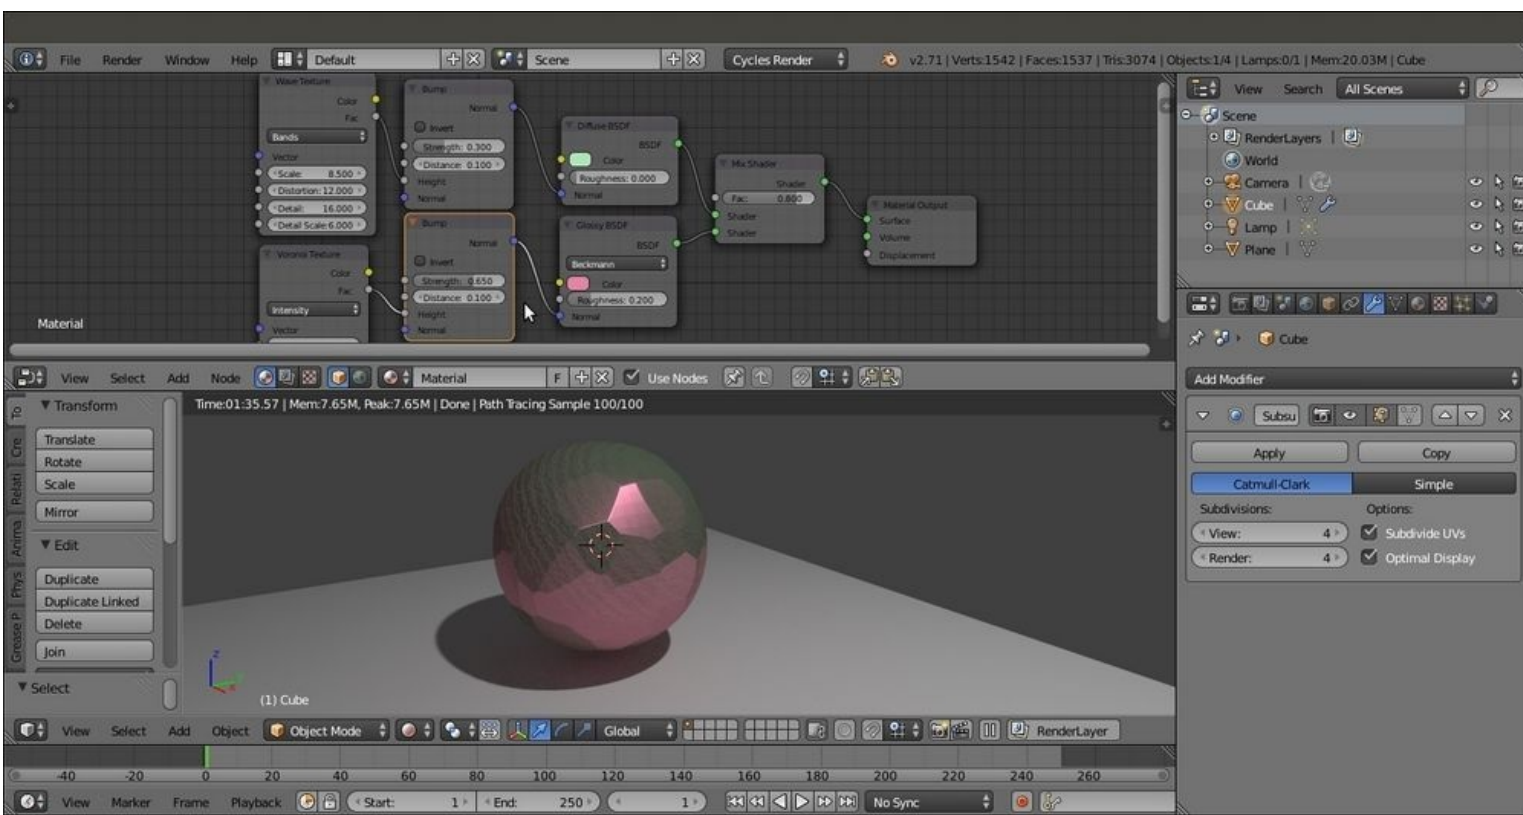 File Render Window Help Default Scene Cycles Render v2.71 | Verts:1542 | Faces:1537 | Tris:3074 | Objects:1/4 | Lamps:0/1 | Mem:20.03M | Cube
Wave Texture
Color
Fac
Bands
Vector
Scale: 8.500
Distortion: 12.000
Detail: 16.000
Detail Scale: 6.000
Bump
Normal
Invert
Strength: 0.300
Distance: 0.100
Height
Normal
Diffuse BSDF
BSDF
Color
Roughness: 0.000
Normal
Mix Shader
Shader
Fac: 0.800
Shader
Shader
Material Output
Surface
Volume
Displacement
Voronoi Texture
Color
Fac
Intensity
Vector
Bump
Normal
Invert
Strength: 0.650
Distance: 0.100
Height
Normal
Glossy BSDF
BSDF
Beckmann
Color
Roughness: 0.200
Normal
Material
View Select Add Node Material F Use Nodes
View Search All Scenes
Scene
RenderLayers |
World
Camera |
Cube |
Lamp |
Plane |
Cube
Add Modifier
Subsu
Apply Copy
Catmull-Clark Simple
Subdivisions: Options:
View: 4 Subdivide UVs
Render: 4 Optimal Display
To
Cre
Relati
Anima
Phys
Grease P
Transform
Translate
Rotate
Scale
Mirror
Edit
Duplicate
Duplicate Linked
Delete
Join
Select
Time:01:35.57 | Mem:7.65M, Peak:7.65M | Done | Path Tracing Sample 100/100
z
(1) Cube
View Select Add Object Object Mode Global RenderLayer
-40 -20 0 20 40 60 80 100 120 140 160 180 200 220 240 260
View Marker Frame Playback Start: 1 End: 250 1 No Sync